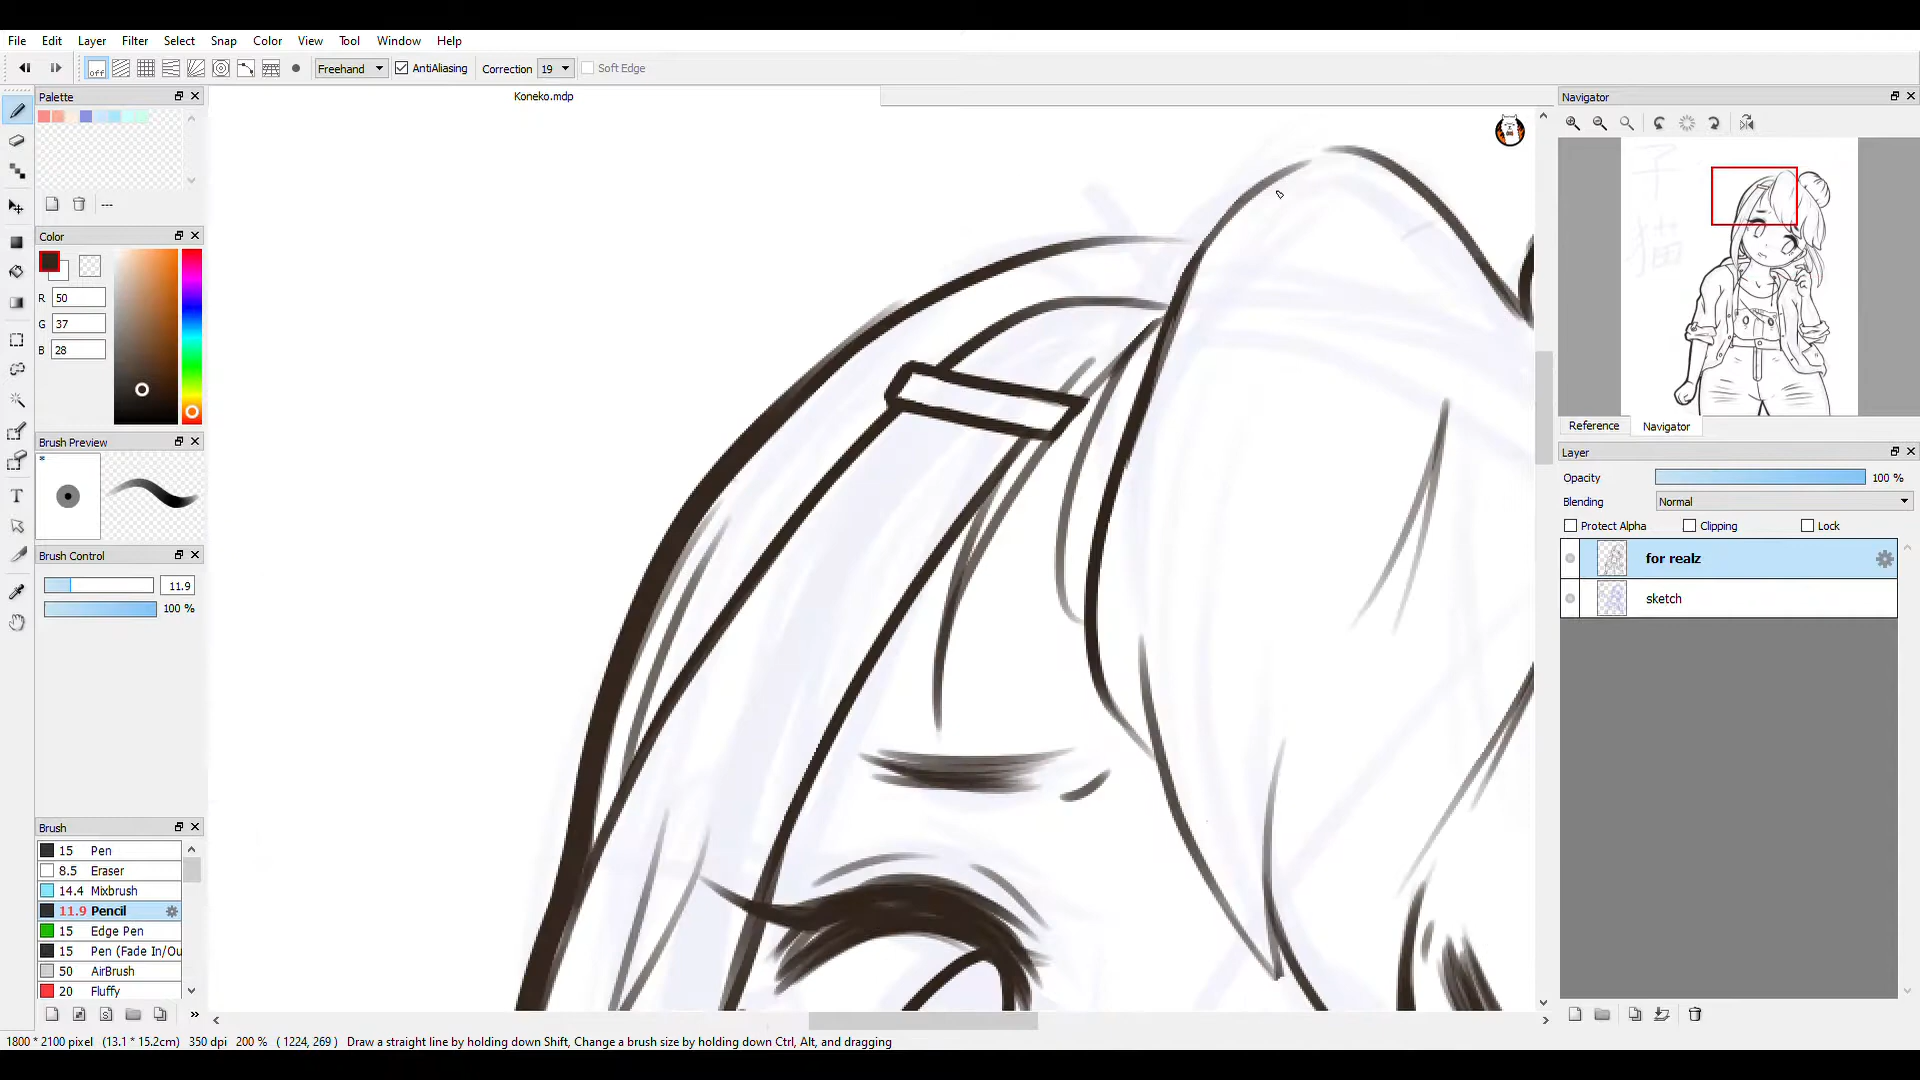 File Edit Layer Filter Select Snap Color View Tool Window Help
off Freehand AntiAliasing Correction 19 Soft Edge
Palette
Koneko.mdp
Navigator
---
Color
R 50
G 37
B 28
子
猫
Reference Navigator
Brush Preview
Layer
Opacity 100 %
Blending Normal
Protect Alpha Clipping Lock
for realz
sketch
Brush Control
11.9
100 %
Brush
15 Pen
8.5 Eraser
14.4 Mixbrush
11.9 Pencil
15 Edge Pen
15 Pen (Fade In/Ou
50 AirBrush
20 Fluffy
1800 * 2100 pixel (13.1 * 15.2cm) 350 dpi 200 % ( 1224, 269 ) Draw a straight line by holding down Shift, Change a brush size by holding down Ctrl, Alt, and dragging
T
S
»